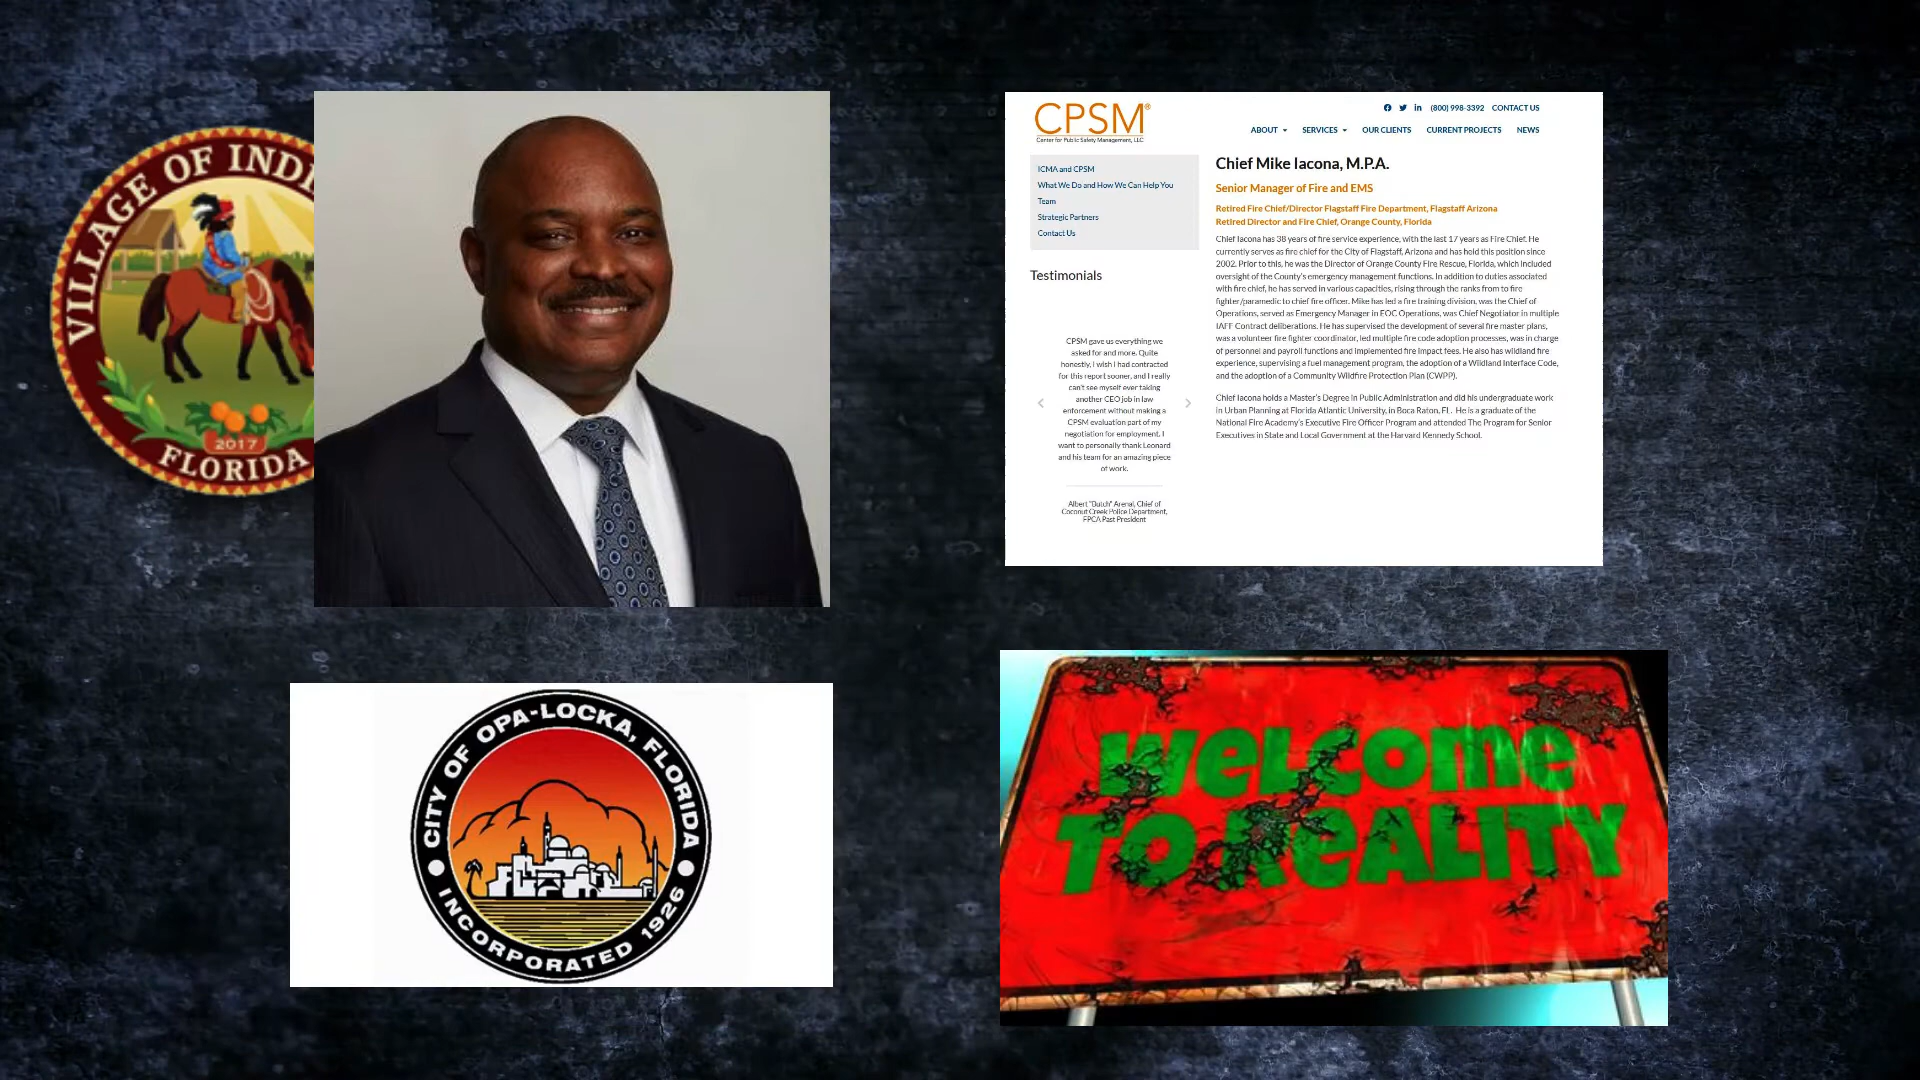 VILLAGE OF INDI
2017
FLORIDA
CPSM®
Center for Public Safety Management, LLC
(800) 998-3392 CONTACT US
ABOUT SERVICES OUR CLIENTS CURRENT PROJECTS NEWS
ICMA and CPSM
What We Do and How We Can Help You
Team
Strategic Partners
Contact Us
Testimonials
CPSM gave us everything we
asked for and more. Quite
honestly, I wish I had contracted
for this report sooner, and I really
can't see myself ever taking
another CEO job in law
enforcement without making a
CPSM evaluation part of my
negotiation for employment. I
want to personally thank Leonard
and his team for an amazing piece
of work.
Albert "Butch" Arenal, Chief of
Coconut Creek Police Department,
FPCA Past President
Chief Mike Iacona, M.P.A.
Senior Manager of Fire and EMS
Retired Fire Chief/Director Flagstaff Fire Department, Flagstaff Arizona
Retired Director and Fire Chief, Orange County, Florida
Chief Iacona has 38 years of fire service experience, with the last 17 years as Fire Chief. He
currently serves as fire chief for the City of Flagstaff, Arizona and has held this position since
2002. Prior to this, he was the Director of Orange County Fire Rescue, Florida, which included
oversight of the County's emergency management functions. In addition to duties associated
with fire chief, he has served in various capacities, rising through the ranks from to fire
fighter/paramedic to chief fire officer. Mike has led a fire training division, was the Chief of
Operations, served as Emergency Manager in EOC Operations, was Chief Negotiator in multiple
IAFF Contract deliberations. He has supervised the development of several fire master plans,
was a volunteer fire fighter coordinator, led multiple fire code adoption processes, was in charge
of personnel and payroll functions and implemented fire impact fees. He also has wildland fire
experience, supervising a fuel management program, the adoption of a Wildland Interface Code,
and the adoption of a Community Wildfire Protection Plan (CWPP).
Chief Iacona holds a Master's Degree in Public Administration and did his undergraduate work
in Urban Planning at Florida Atlantic University, in Boca Raton, FL. He is a graduate of the
National Fire Academy's Executive Fire Officer Program and attended The Program for Senior
Executives in State and Local Government at the Harvard Kennedy School.
CITY OF OPA-LOCKA, FLORIDA
INCORPORATED 1926
WeLCome
TO ReALITY